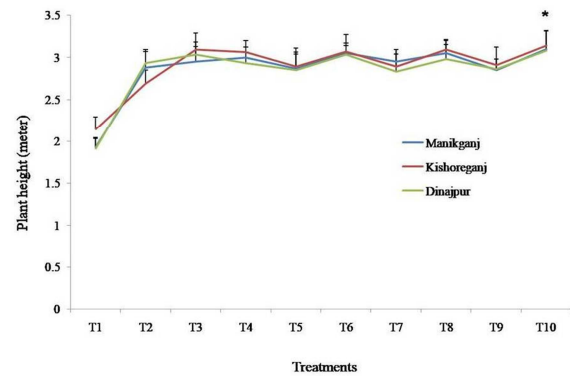 3.5
*
3
2.5
2
1.5
1
0.5
0
Plant height (meter)
Manikganj
Kishoreganj
Dinajpur
T1 T2 T3 T4 T5 T6 T7 T8 T9 T10
Treatments